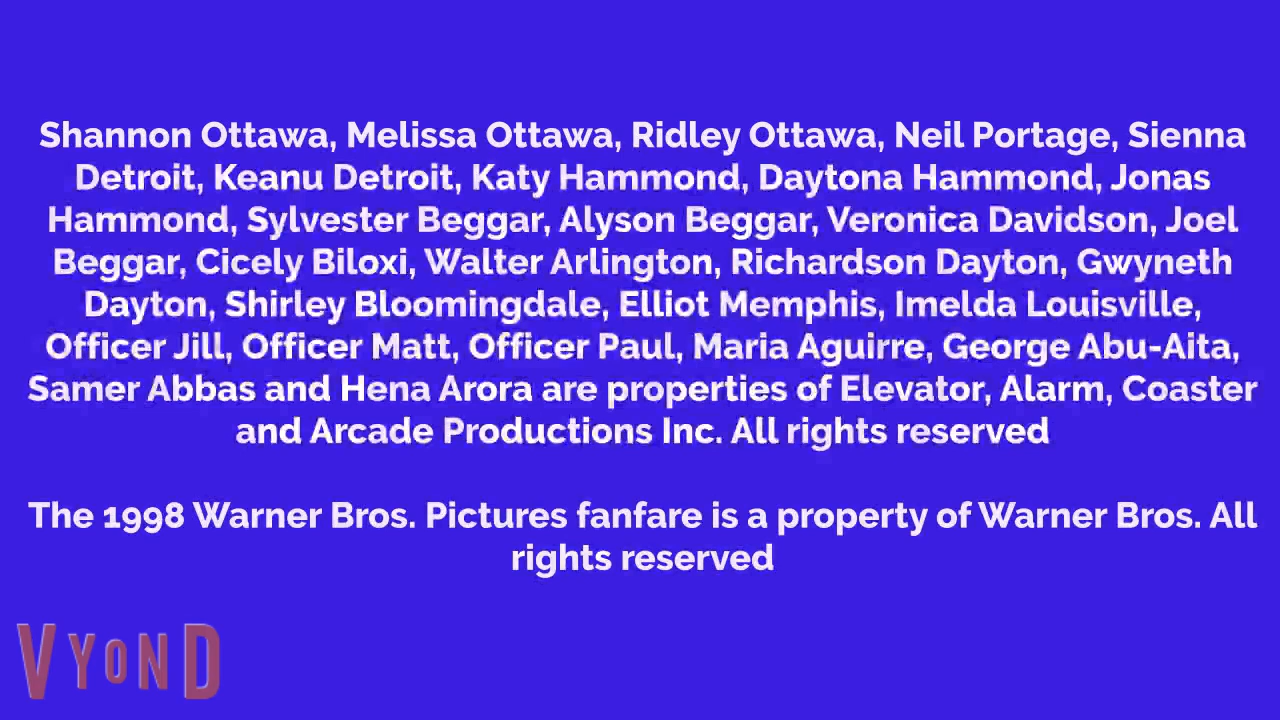 Shannon Ottawa, Melissa Ottawa, Ridley Ottawa, Neil Portage, Sienna
Detroit, Keanu Detroit, Katy Hammond, Daytona Hammond, Jonas
Hammond, Sylvester Beggar, Alyson Beggar, Veronica Davidson, Joel
Beggar, Cicely Biloxi, Walter Arlington, Richardson Dayton, Gwyneth
Dayton, Shirley Bloomingdale, Elliot Memphis, Imelda Louisville,
Officer Jill, Officer Matt, Officer Paul, Maria Aguirre, George Abu-Aita,
Samer Abbas and Hena Arora are properties of Elevator, Alarm, Coaster
and Arcade Productions Inc. All rights reserved
The 1998 Warner Bros. Pictures fanfare is a property of Warner Bros. All
rights reserved
VYOND